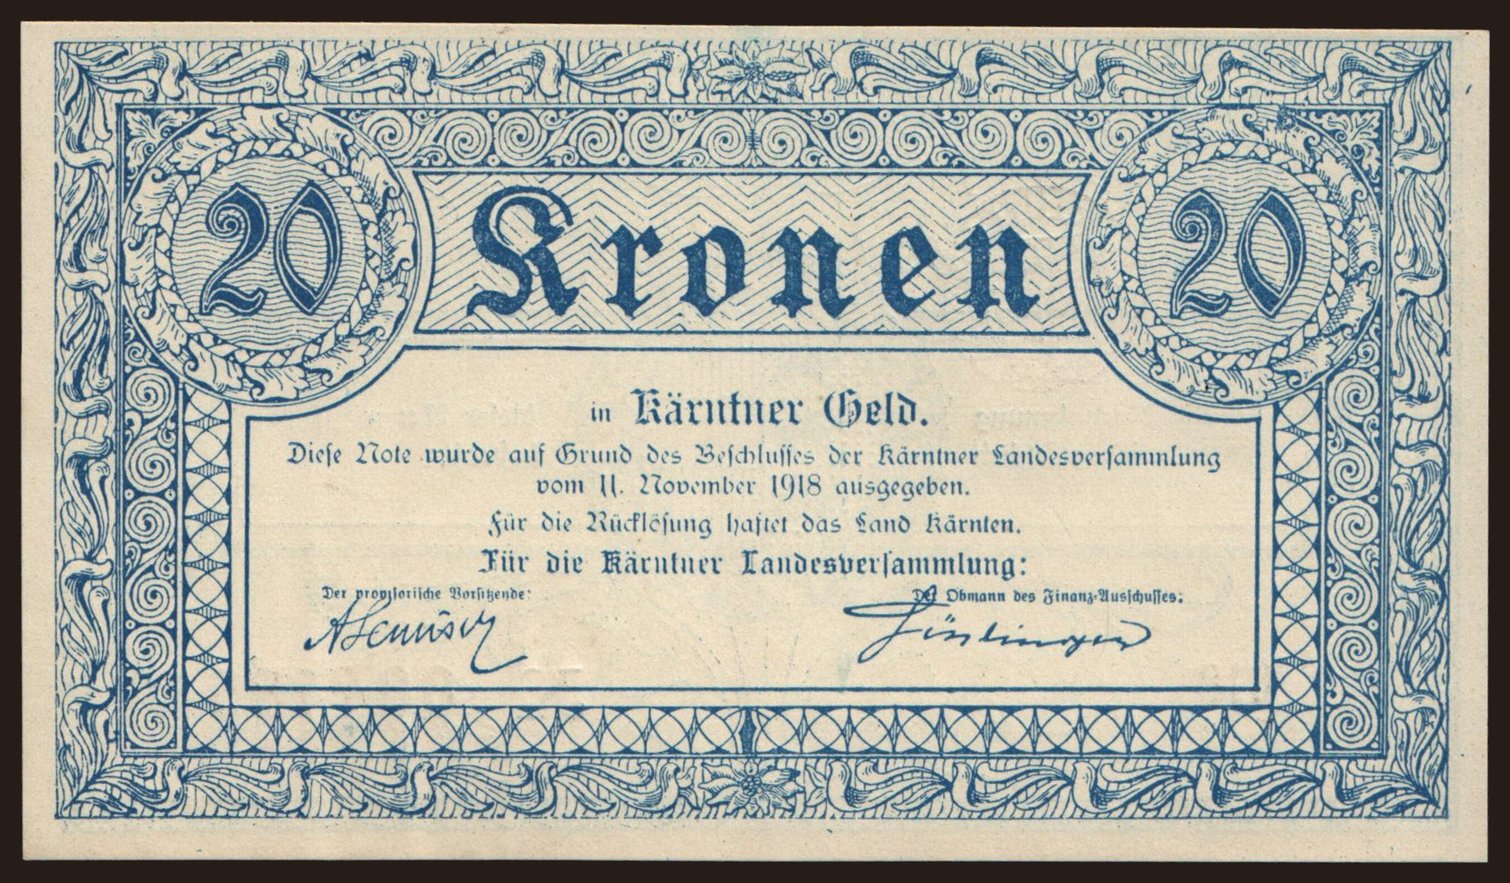 20 Kronen 20
in Kärntner Geld.
Diese Note wurde auf Grund des Beschlusses der Kärntner Landesversammlung
vom 11. November 1918 ausgegeben.
Für die Rücklösung haftet das Land Kärnten.
Für die Kärntner Landesversammlung:
Der provisorische Vorsitzende: Der Obmann des Finanz-Ausschusses: